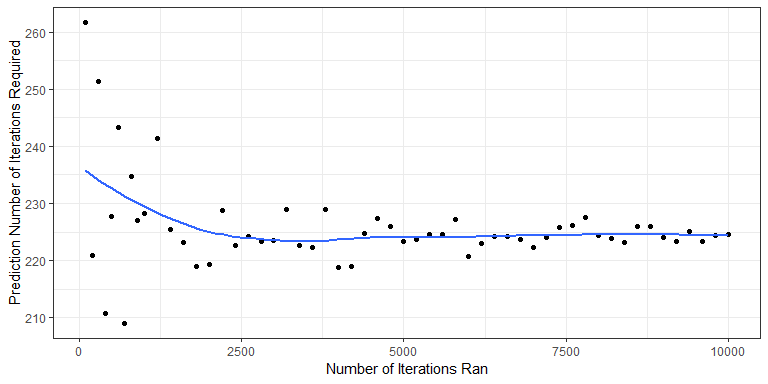 Prediction Number of Iterations Required
260
250
240
230
220
210
0 2500 5000 7500 10000
Number of Iterations Ran